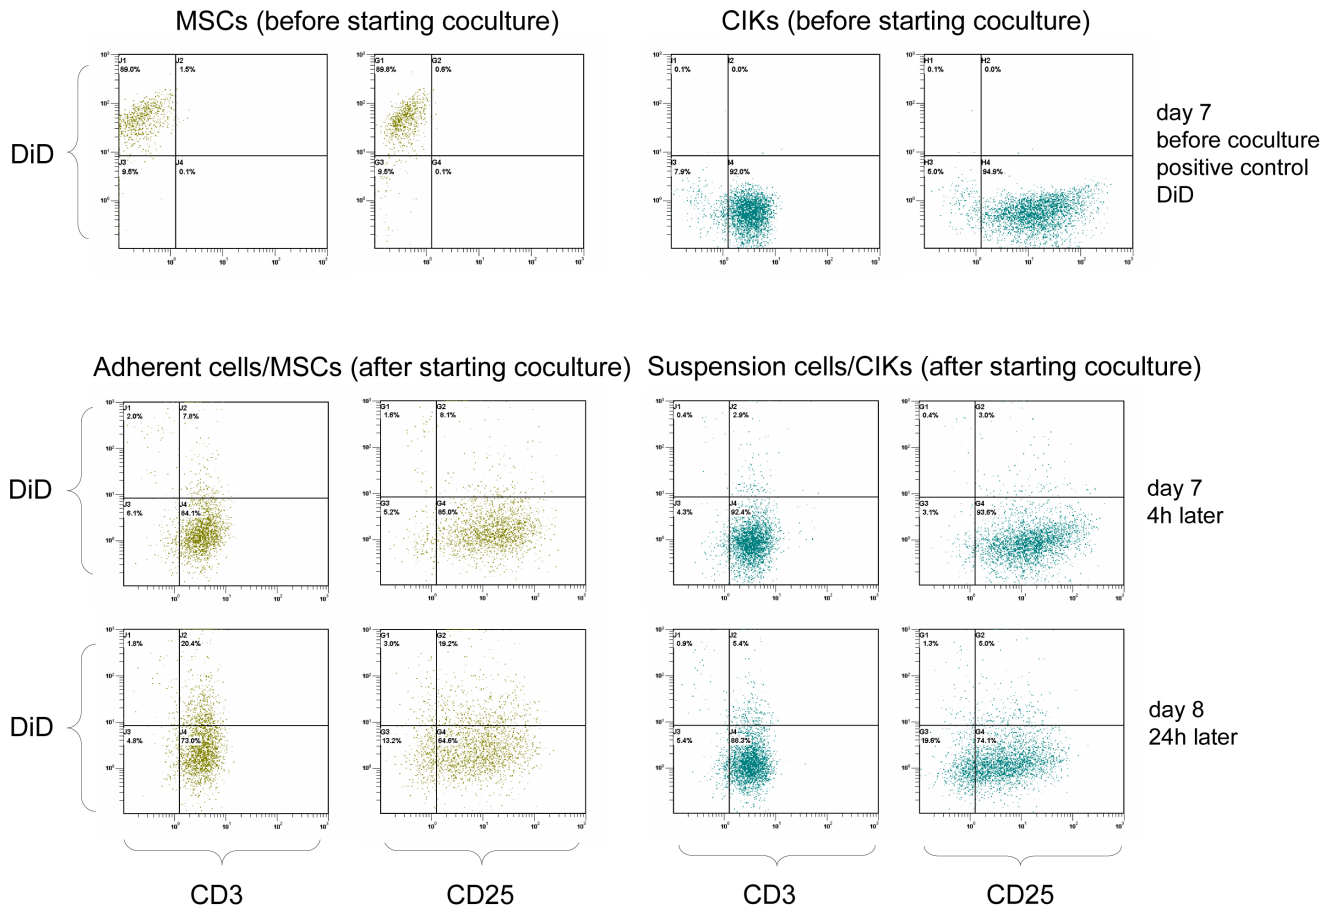 MSCs (before starting coculture)
CIKs (before starting coculture)
DiD
J1
89.0%
J2
1.5%
J3
9.5%
J4
0.1%
G1
89.8%
G2
0.6%
G3
9.5%
G4
0.1%
I1
0.1%
I2
0.0%
I3
7.9%
I4
92.0%
H1
0.1%
H2
0.0%
H3
5.0%
H4
94.9%
day 7
before coculture
positive control
DiD
Adherent cells/MSCs (after starting coculture)
Suspension cells/CIKs (after starting coculture)
DiD
J1
2.0%
J2
7.8%
J3
6.1%
J4
84.1%
G1
1.6%
G2
8.1%
G3
5.2%
G4
85.0%
J1
0.4%
J2
2.9%
J3
4.3%
J4
92.4%
G1
0.4%
G2
3.0%
G3
3.1%
G4
93.6%
day 7
4h later
DiD
J1
1.8%
J2
20.4%
J3
4.8%
J4
73.0%
G1
3.0%
G2
19.2%
G3
13.2%
G4
64.6%
J1
0.9%
J2
5.4%
J3
5.4%
J4
88.3%
G1
1.3%
G2
5.0%
G3
19.6%
G4
74.1%
day 8
24h later
CD3
CD25
CD3
CD25